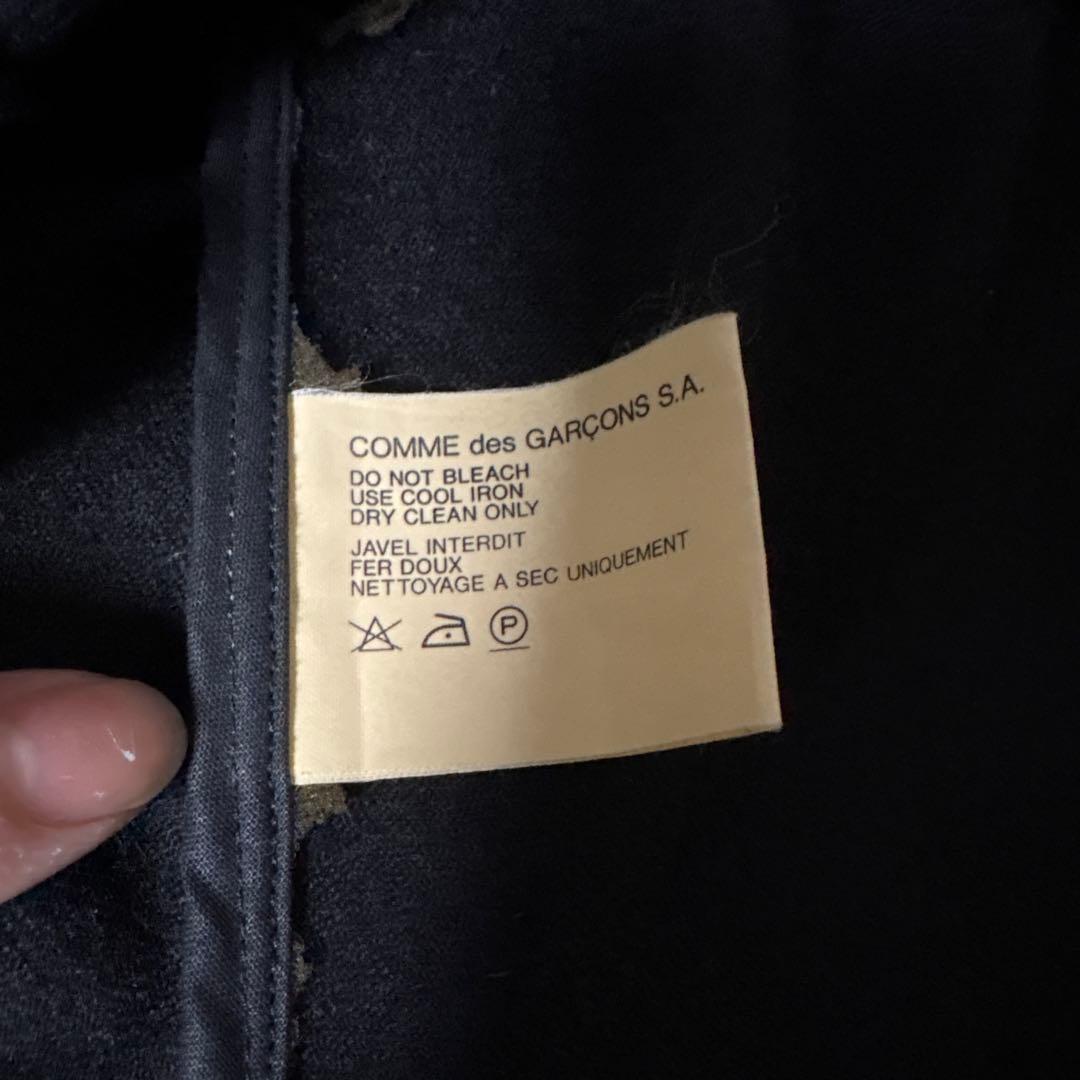 COMME des GARÇONS S.A.
DO NOT BLEACH
USE COOL IRON
DRY CLEAN ONLY
JAVEL INTERDIT
FER DOUX
NETTOYAGE A SEC UNIQUEMENT
P